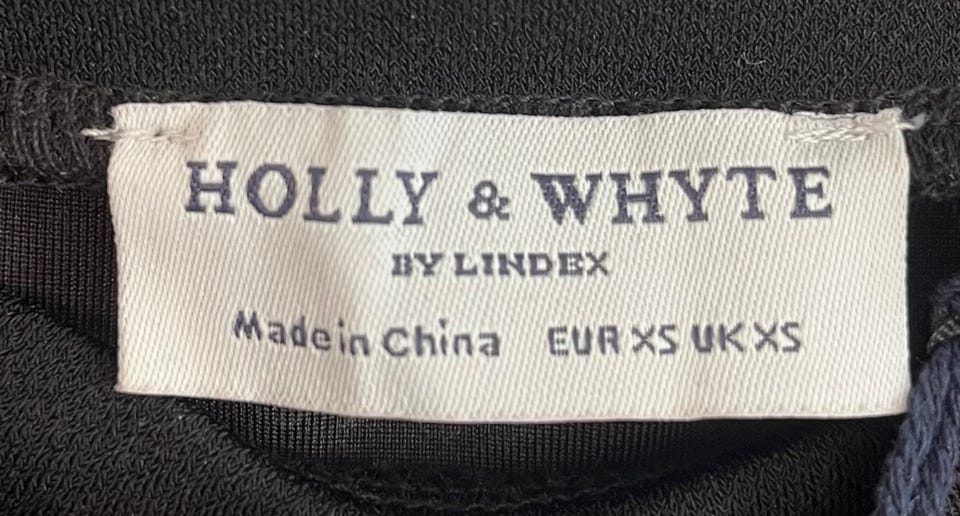 HOLLY & WHYTE
BY LINDEX
Made in China EUR XS UK XS